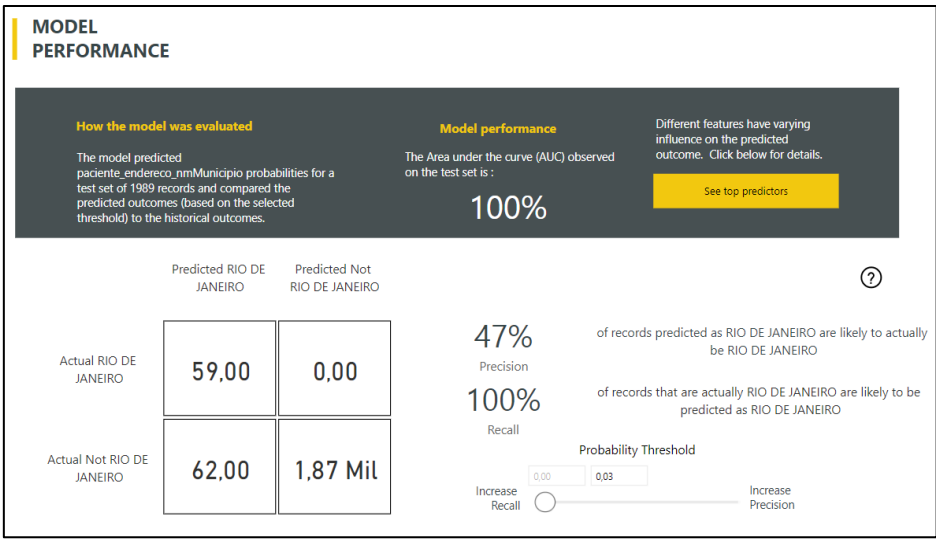 MODEL
PERFORMANCE
How the model was evaluated
The model predicted
paciente_endereco_nmMunicipio probabilities for a
test set of 1989 records and compared the
predicted outcomes (based on the selected
threshold) to the historical outcomes.
Model performance
The Area under the curve (AUC) observed
on the test set is :
100%
Different features have varying
influence on the predicted
outcome. Click below for details.
See top predictors
Predicted RIO DE
JANEIRO
Predicted Not
RIO DE JANEIRO
?
Actual RIO DE
JANEIRO
59,00
0,00
Actual Not RIO DE
JANEIRO
62,00
1,87 Mil
47%
Precision
of records predicted as RIO DE JANEIRO are likely to actually
be RIO DE JANEIRO
100%
Recall
of records that are actually RIO DE JANEIRO are likely to be
predicted as RIO DE JANEIRO
Probability Threshold
0,00
0,03
Increase
Recall
Increase
Precision